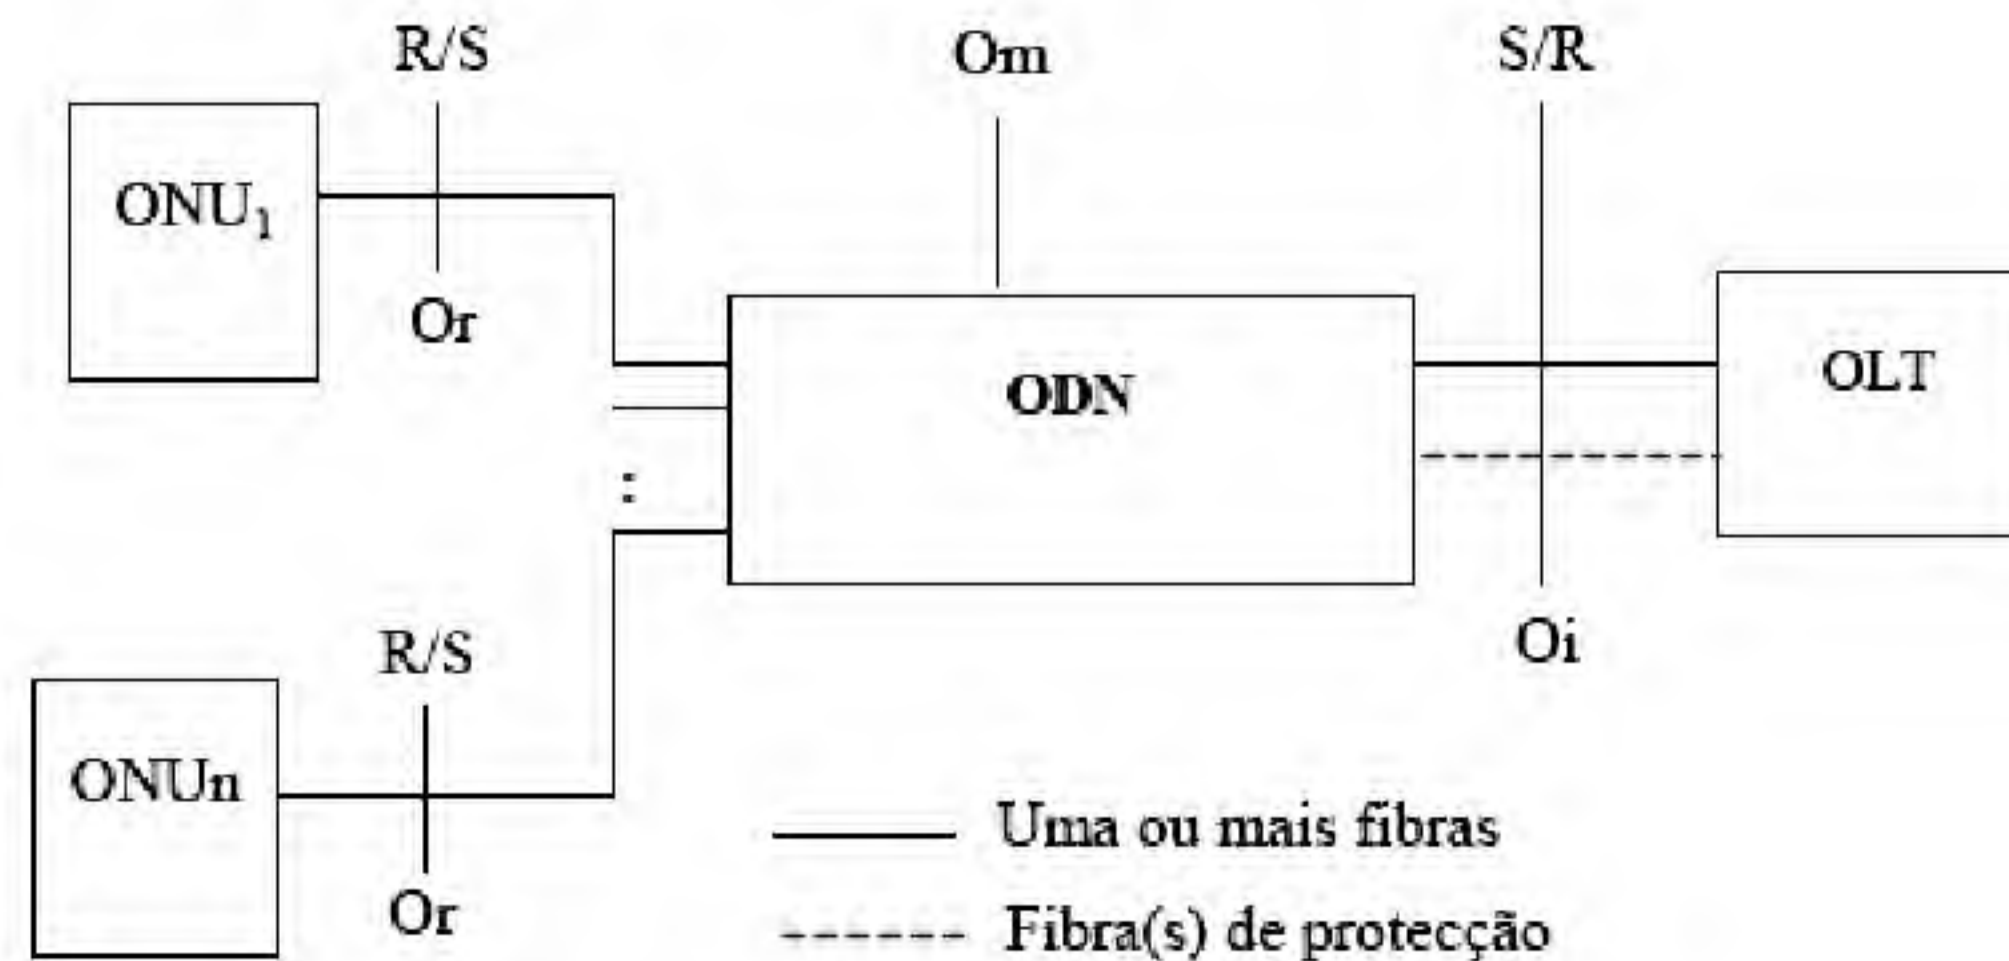 R/S
Om
S/R
ONU1
Or
ODN
OLT
R/S
Oi
ONUn
Or
Uma ou mais fibras
Fibra(s) de protecção